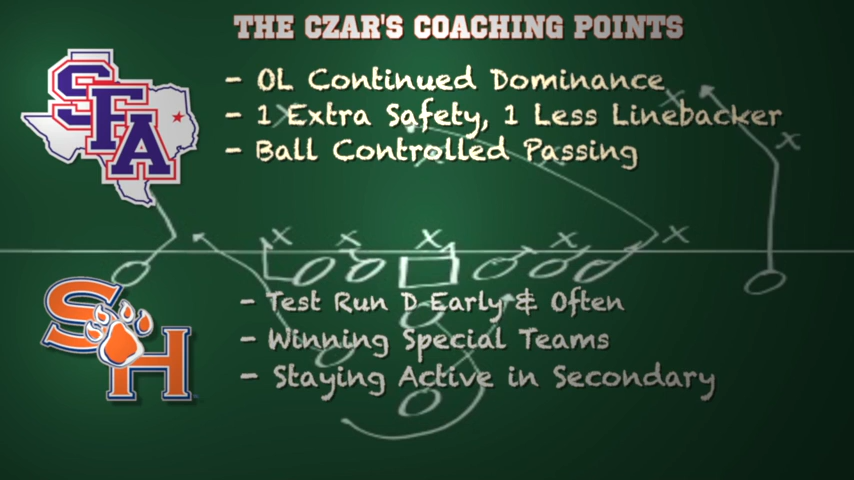 THE CZAR'S COACHING POINTS
SFA
- OL Continued Dominance
- 1 Extra Safety, 1 Less Linebacker
- Ball Controlled Passing
SH
- Test Run D Early & Often
- Winning Special Teams
- Staying Active in Secondary